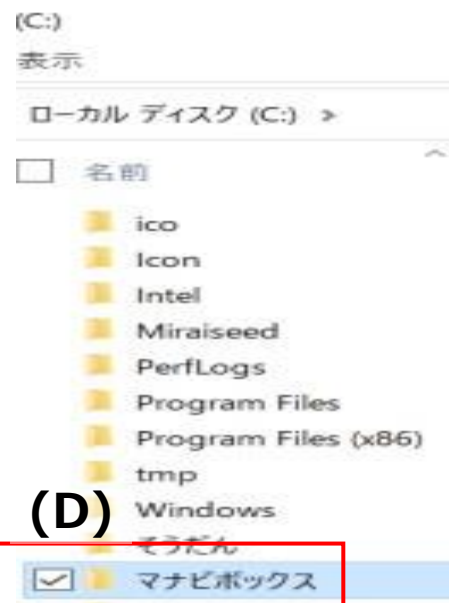 (C:)
表示
ローカル ディスク (C:) >
名前
ico
Icon
Intel
Miraiseed
PerfLogs
Program Files
Program Files (x86)
tmp
(D)
Windows
そうだん
マナビボックス